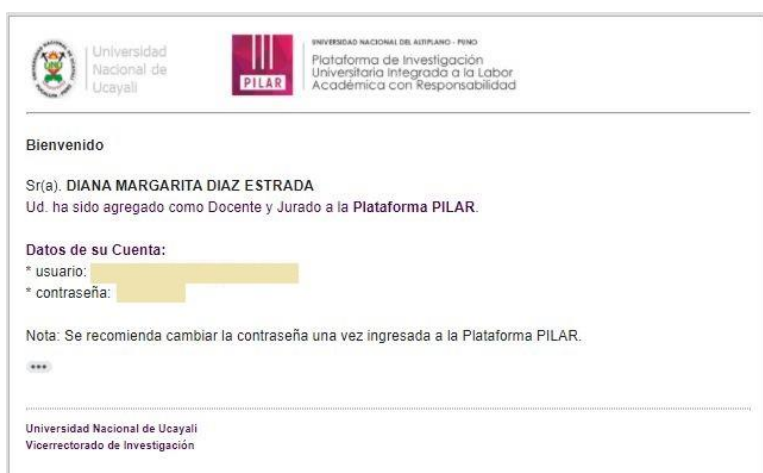 Universidad
Nacional de
Ucayali
PILAR
UNIVERSIDAD NACIONAL DEL ALTIPLANO - PUNO
Plataforma de Investigación
Universitaria Integrada a la Labor
Académica con Responsabilidad
Bienvenido
Sr(a). DIANA MARGARITA DIAZ ESTRADA
Ud. ha sido agregado como Docente y Jurado a la Plataforma PILAR.
Datos de su Cuenta:
* usuario:
* contraseña:
Nota: Se recomienda cambiar la contraseña una vez ingresada a la Plataforma PILAR.
Universidad Nacional de Ucayali
Vicerrectorado de Investigación